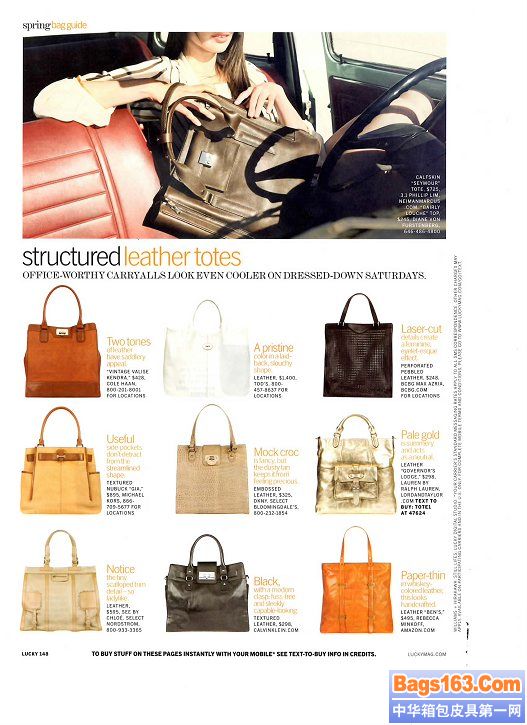 spring bag guide
CALFSKIN
"SEYMOUR"
TOTE, $725,
3.1 PHILLIP LIM,
NEIMANMARCUS
.COM. "GAIRLY
LOUCHE" TOP,
$245, DIANE VON
FURSTENBERG,
646-486-4800
structured leather totes
OFFICE-WORTHY CARRYALLS LOOK EVEN COOLER ON DRESSED-DOWN SATURDAYS.
Two tones
of leather
have saddlery
appeal.
"VINTAGE VALISE
KENDRA," $428,
COLE HAAN,
800-201-8001
FOR LOCATIONS
A pristine
color in a laid-
back, slouchy
shape.
LEATHER, $1,400,
TOD'S, 800-
457-8637 FOR
LOCATIONS
Laser-cut
details create
a feminine,
eyelet-esque
effect.
PERFORATED
PEBBLED
LEATHER, $248,
BCBG MAX AZRIA,
BCBG.COM
FOR LOCATIONS
Useful
side pockets
don't detract
from the
streamlined
shape.
TEXTURED
NUBUCK "GIA,"
$895, MICHAEL
KORS, 866-
709-5677 FOR
LOCATIONS
Mock croc
is fancy, but
the dusty tan
keeps it from
feeling precious.
EMBOSSED
LEATHER, $325,
DKNY, SELECT
BLOOMINGDALE'S,
800-232-1854
Pale gold
is summery
and acts
as a neutral.
LEATHER
"GOVERNOR'S
LODGE," $298,
LAUREN BY
RALPH LAUREN,
LORDANDTAYLOR
.COM TEXT TO
BUY: TOTE1
AT 47624
Notice
the tiny
scalloped trim
detail—so
ladylike.
LEATHER,
$595, SEE BY
CHLOÉ, SELECT
NORDSTROM,
800-933-3365
Black,
with a modern
clasp: fuss-free
and sleekly
capable-looking.
TEXTURED
LEATHER, $298,
CALVINKLEIN.COM
Paper-thin
in whiskey-
colored leather,
this looks
handcrafted.
LEATHER "BEN'S,"
$495, REBECCA
MINKOFF,
AMAZON.COM
LUCKY 148
TO BUY STUFF ON THESE PAGES INSTANTLY WITH YOUR MOBILE* SEE TEXT-TO-BUY INFO IN CREDITS.
LUCKYMAG.COM
Bags163.Com
中华箱包皮具第一网